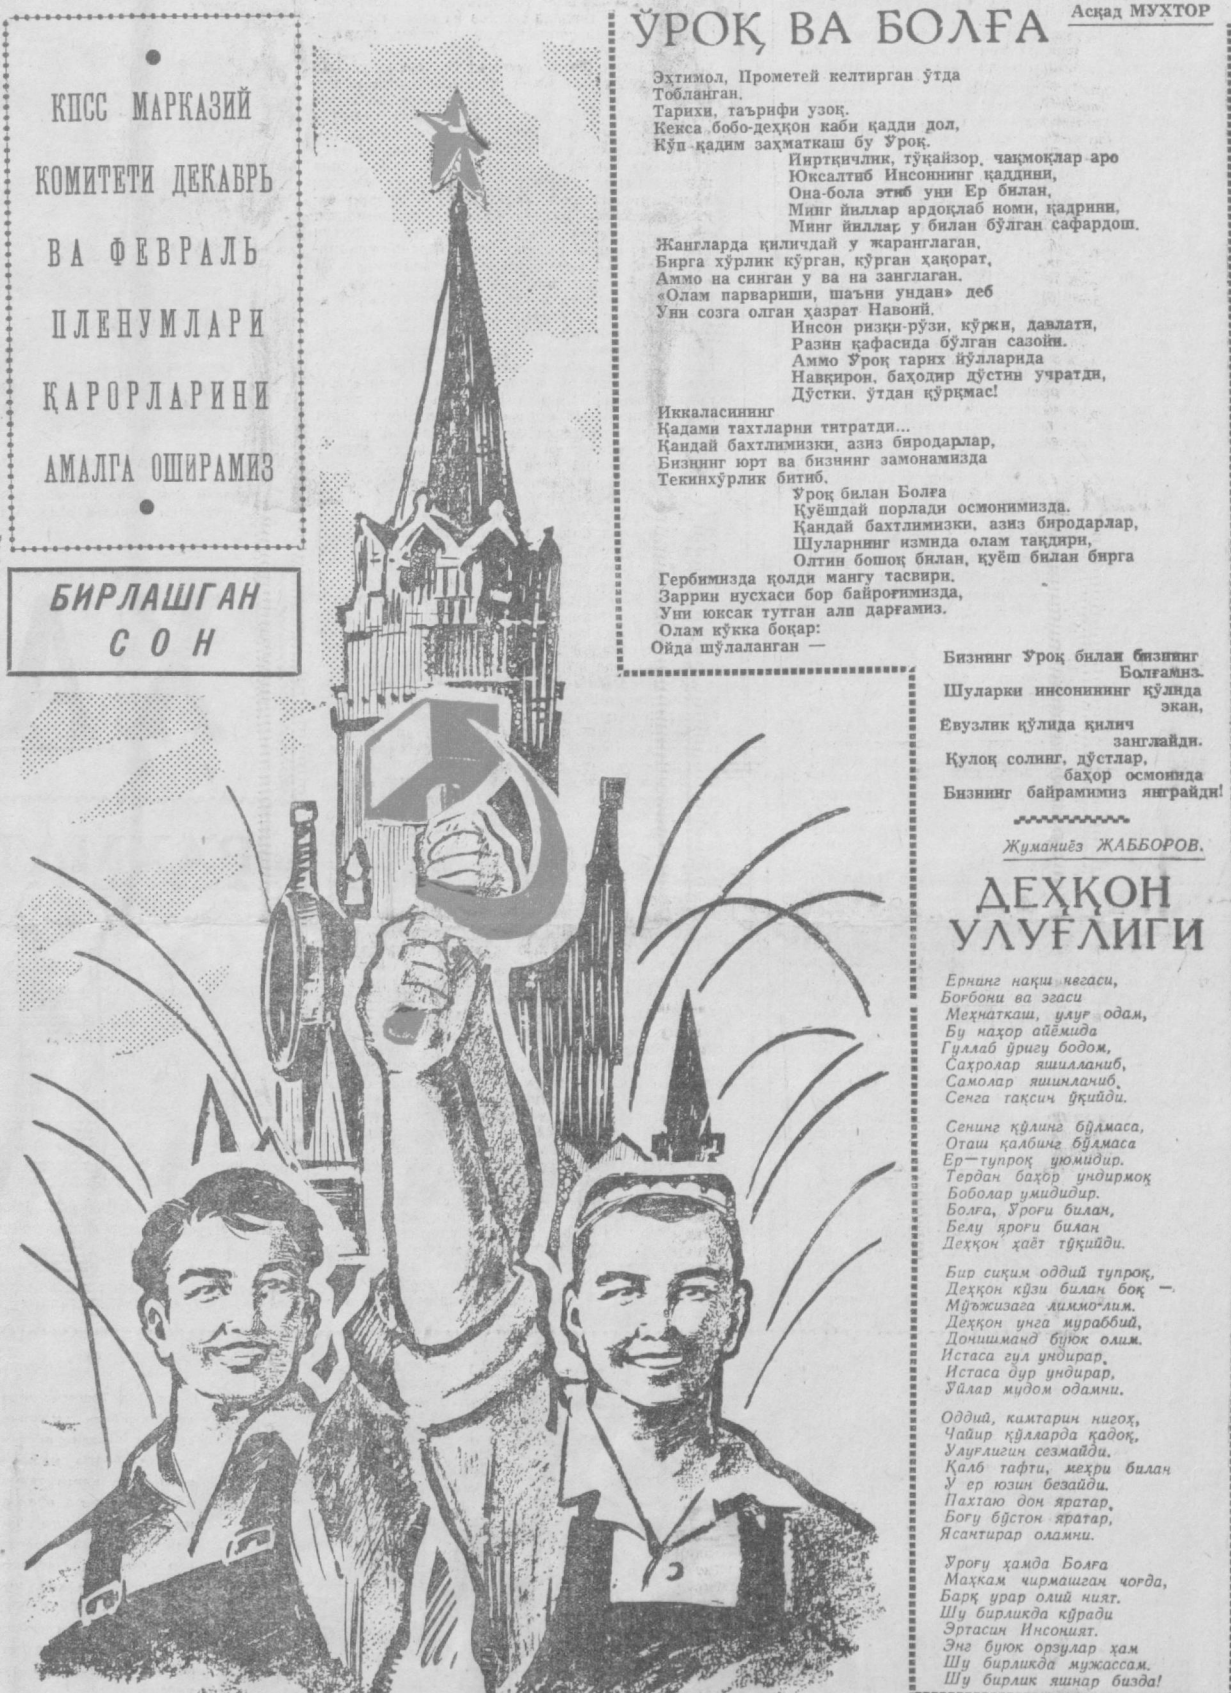 •
КПСС МАРКАЗИЙ
КОМИТЕТИ ДЕКАБРЬ
ВА ФЕВРАЛЬ
ПЛЕНУМЛАРИ
ҚАРОРЛАРИНИ
АМАЛГА ОШИРАМИЗ
•
БИРЛАШГАН
СОН
Асқад МУХТОР
ЎРОҚ ВА БОЛҒА
Эҳтимол, Прометей келтирган ўтда
Тобланган.
Тарихи, таърифи узоқ.
Кекса бобо-деҳқон каби қадди дол,
Кўп қадим заҳматкаш бу Ўроқ.
Йиртқичлик, тўқайзор, чақмоқлар аро
Юксалтиб Инсоннинг қаддини,
Она-бола этиб уни Ер билан,
Минг йиллар ардоқлаб номи, қадрини,
Минг йиллар у билан бўлган сафардош.
Жангларда қиличдай у жаранглаган,
Бирга хўрлик кўрган, кўрган ҳақорат,
Аммо на синган у ва на занглаган.
«Олам парвариши, шаъни ундан» деб
Уни созга олган ҳазрат Навоий.
Инсон ризқи-рўзи, кўрки, давлати,
Разин қафасида бўлган сазойи.
Аммо Ўроқ тарих йўлларида
Навқирон, баҳодир дўстин учратди,
Дўстки, ўтдан қўрқмас!
Иккаласининг
Қадами тахтларни титратди...
Қандай бахтлимизки, азиз биродарлар,
Бизнинг юрт ва бизнинг замонамизда
Текинхўрлик битиб,
Ўроқ билан Болға
Қуёшдай порлади осмонимизда.
Қандай бахтлимизки, азиз биродарлар,
Шуларнинг измида олам тақдири,
Олтин бошоқ билан, қуёш билан бирга
Гербимизда қолди мангу тасвири.
Заррин нусхаси бор байроғимизда,
Уни юксак тутган алп дарғамиз.
Олам кўкка боқар:
Ойда шўлаланган —
Бизнинг Ўроқ билан бизнинг
Болғамиз.
Шуларки инсонининг қўлида
экан,
Ёвузлик қўлида қилич
занглайди.
Қулоқ солинг, дўстлар,
баҳор осмонида
Бизнинг байрамимиз янграйди!
Жуманиёз ЖАББОРОВ.
ДЕҲҚОН
УЛУҒЛИГИ
Ернинг нақш
Боғбони ва эгаси
Меҳнаткаш, улуғ одам,
Бу наҳор айёмида
Гуллаб ўригу бодом,
Саҳролар яшилланиб,
Самолар яшинланиб,
Сенга таҳсин ўқийди.
Сенинг қўлинг бўлмаса,
Оташ қалбинг бўлмаса
Ер—тупроқ уюмидир.
Тердан баҳор ундирмоқ
Боболар умидидир.
Болға, Ўроғи билан,
Белу яроғи билан
Деҳқон ҳаёт тўқийди.
Бир сиқим оддий тупроқ,
Деҳқон кўзи билан боқ —
Мўъжизага лиммо-лим.
Деҳқон унга мураббий,
Донишманд буюк олим.
Истаса гул ундирар,
Истаса дур ундирар,
Ўйлар мудом одамни.
Оддий, камтарин нигоҳ,
Чайир қўлларда қадоқ,
Улуғлигин сезмайди.
Қалб тафти, меҳри билан
У ер юзин безайди.
Пахтаю дон яратар,
Боғу бўстон яратар,
Ясантирар оламни.
Ўроғу ҳамда Болға
Маҳкам чирмашган чоғда,
Барқ урар олий ният.
Шу бирликда кўради
Эртасин Инсоният.
Энг буюк орзулар ҳам
Шу бирликда мужассам.
Шу бирлик яшнар бизда!